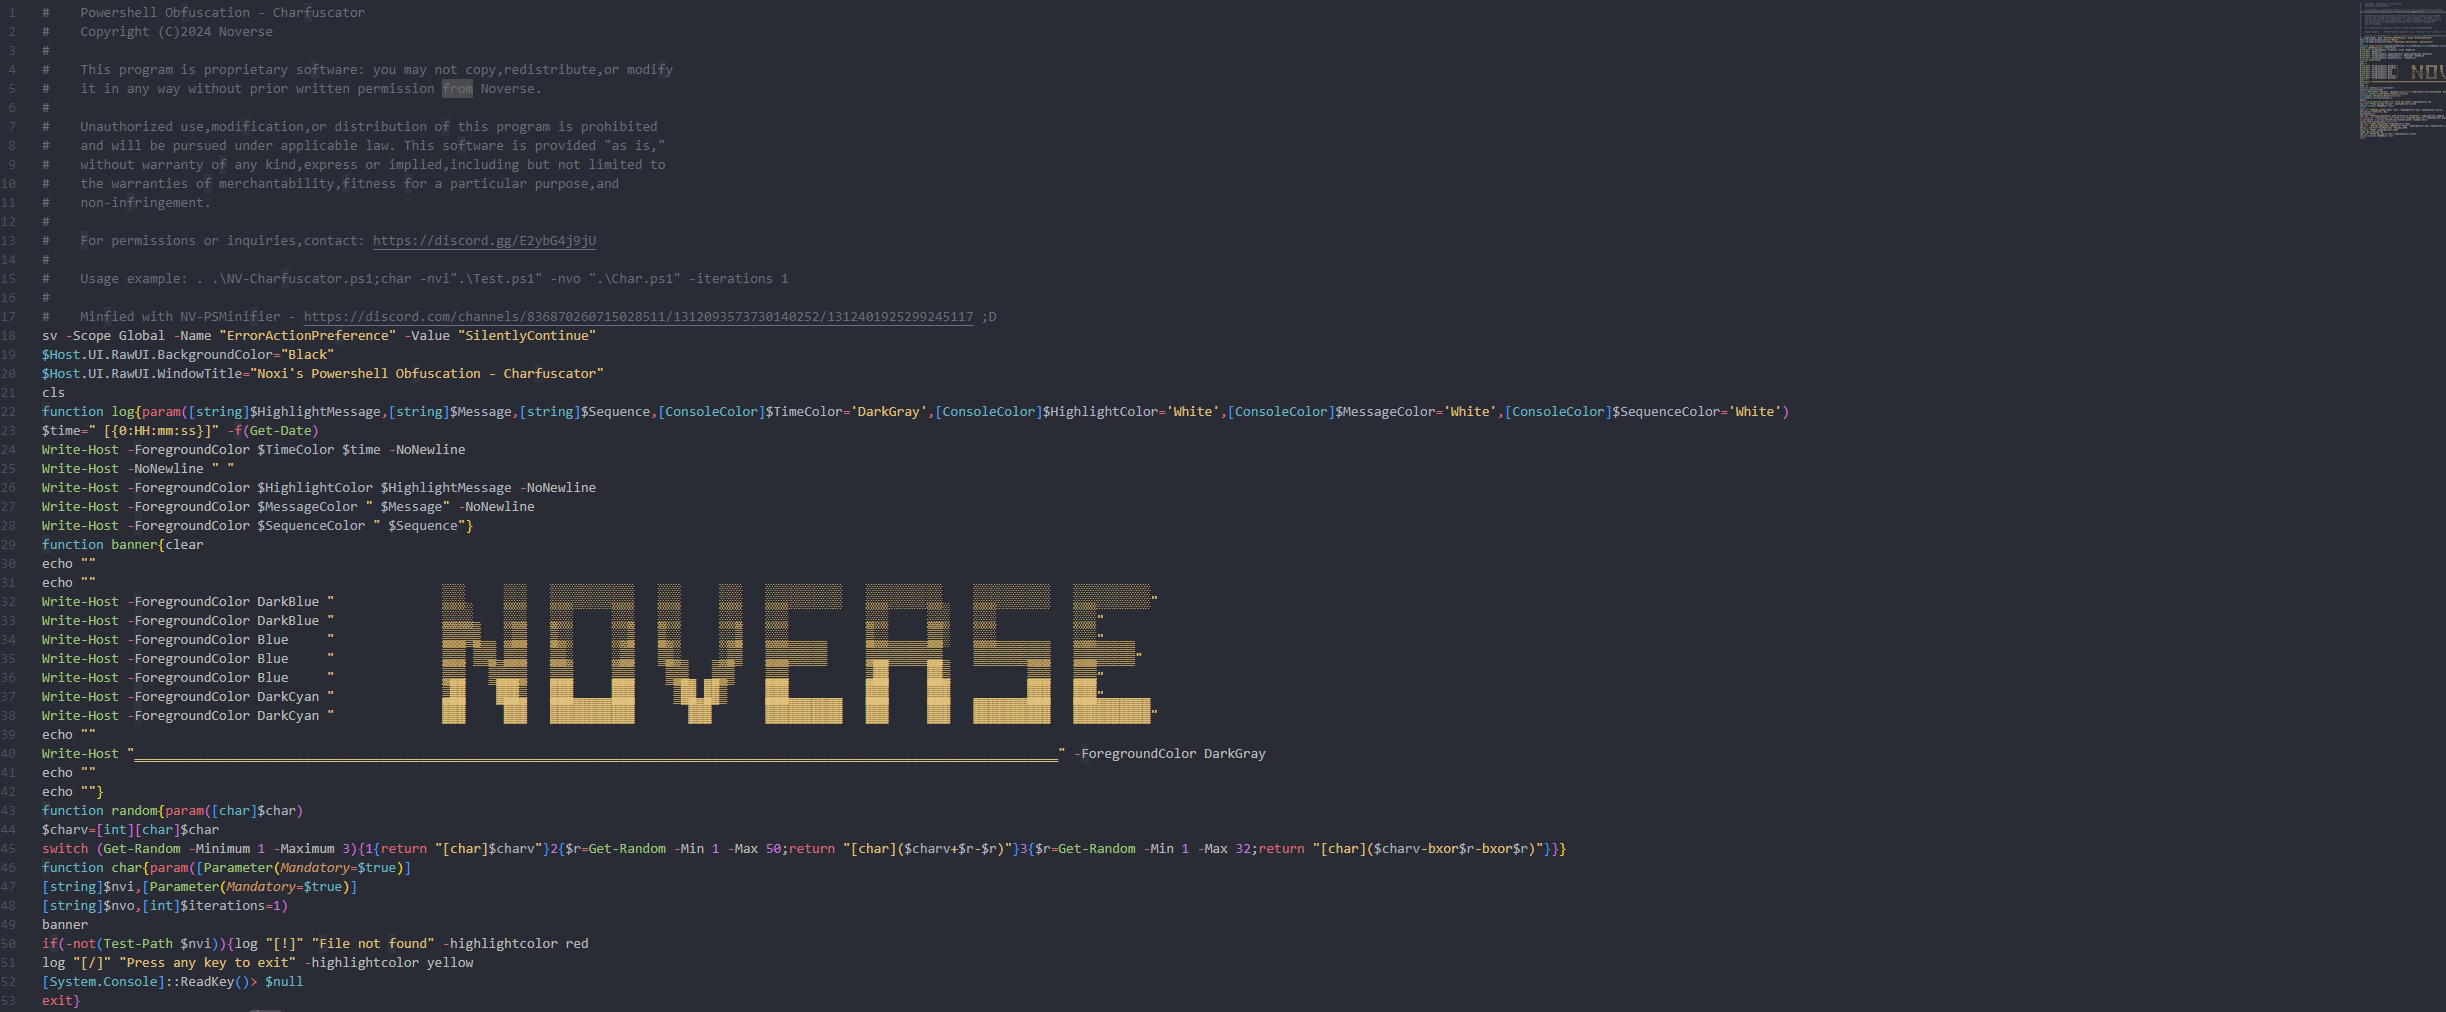 1 #    Powershell Obfuscation - Charfuscator
2 #    Copyright (C)2024 Noverse
3 #
4 #    This program is proprietary software: you may not copy,redistribute,or modify
5 #    it in any way without prior written permission from Noverse.
6 #
7 #    Unauthorized use,modification,or distribution of this program is prohibited
8 #    and will be pursued under applicable law. This software is provided "as is,"
9 #    without warranty of any kind,express or implied,including but not limited to
10 #    the warranties of merchantability,fitness for a particular purpose,and
11 #    non-infringement.
12 #
13 #    For permissions or inquiries,contact: https://discord.gg/E2ybG4j9jU
14 #
15 #    Usage example: . .\NV-Charfuscator.ps1;char -nvi".\Test.ps1" -nvo ".\Char.ps1" -iterations 1
16 #
17 #    Minfied with NV-PSMinifier - https://discord.com/channels/836870260715028511/1312093573730140252/1312401925299245117 ;D
18 sv -Scope Global -Name "ErrorActionPreference" -Value "SilentlyContinue"
19 $Host.UI.RawUI.BackgroundColor="Black"
20 $Host.UI.RawUI.WindowTitle="Noxi's Powershell Obfuscation - Charfuscator"
21 cls
22 function log{param([string]$HighlightMessage,[string]$Message,[string]$Sequence,[ConsoleColor]$TimeColor='DarkGray',[ConsoleColor]$HighlightColor='White',[ConsoleColor]$MessageColor='White',[ConsoleColor]$SequenceColor='White')
23 $time=" [{0:HH:mm:ss}]" -f(Get-Date)
24 Write-Host -ForegroundColor $TimeColor $time -NoNewline
25 Write-Host -NoNewline " "
26 Write-Host -ForegroundColor $HighlightColor $HighlightMessage -NoNewline
27 Write-Host -ForegroundColor $MessageColor " $Message" -NoNewline
28 Write-Host -ForegroundColor $SequenceColor " $Sequence"}
29 function banner{clear
30 echo ""
31 echo ""
NOVERSE
32 Write-Host -ForegroundColor DarkBlue " "
33 Write-Host -ForegroundColor DarkBlue " "
34 Write-Host -ForegroundColor Blue     " "
35 Write-Host -ForegroundColor Blue     " "
36 Write-Host -ForegroundColor Blue     " "
37 Write-Host -ForegroundColor DarkCyan " "
38 Write-Host -ForegroundColor DarkCyan " "
39 echo ""
40 Write-Host "________________________________________________________________________________________________________________________" -ForegroundColor DarkGray
41 echo ""
42 echo ""}
43 function random{param([char]$char)
44 $charv=[int][char]$char
45 switch (Get-Random -Minimum 1 -Maximum 3){1{return "[char]$charv"}2{$r=Get-Random -Min 1 -Max 50;return "[char]($charv+$r-$r)"}3{$r=Get-Random -Min 1 -Max 32;return "[char]($charv-bxor$r-bxor$r)"}}}
46 function char{param([Parameter(Mandatory=$true)]
47 [string]$nvi,[Parameter(Mandatory=$true)]
48 [string]$nvo,[int]$iterations=1)
49 banner
50 if(-not(Test-Path $nvi)){log "[!]" "File not found" -highlightcolor red
51 log "[/]" "Press any key to exit" -highlightcolor yellow
52 [System.Console]::ReadKey()> $null
53 exit}